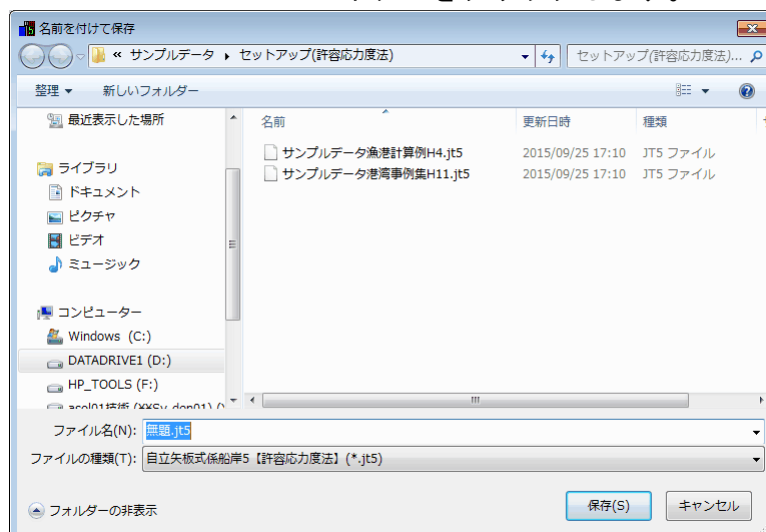 名前を付けて保存
« サンプルデータ ▸ セットアップ(許容応力度法)
セットアップ(許容応力度法)...
整理 ▼ 新しいフォルダー
最近表示した場所
ライブラリ
ドキュメント
ピクチャ
ビデオ
ミュージック
コンピューター
Windows (C:)
DATADRIVE1 (D:)
HP_TOOLS (F:)
名前 更新日時 種類
サンプルデータ漁港計算例H4.jt5 2015/09/25 17:10 JT5 ファイル
サンプルデータ港湾事例集H11.jt5 2015/09/25 17:10 JT5 ファイル
ファイル名(N): 無題.jt5
ファイルの種類(T): 自立矢板式係船岸5【許容応力度法】(*.jt5)
フォルダーの非表示
保存(S) キャンセル